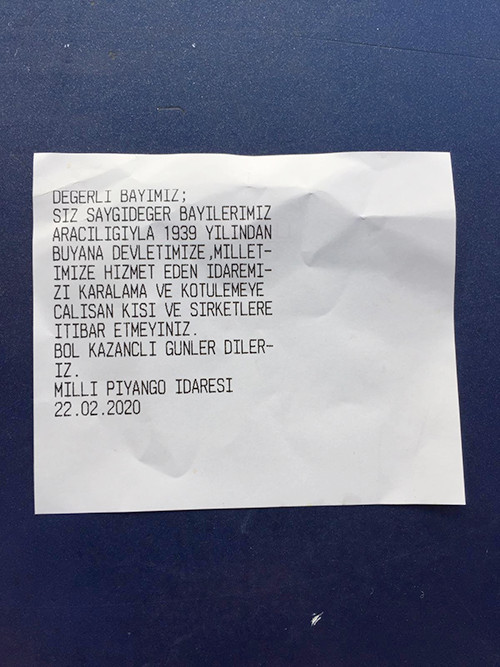 DEGERLI BAYIMIZ;
SIZ SAYGIDEGER BAYILERIMIZ
ARACILIGIYLA 1939 YILINDAN
BUYANA DEVLETIMIZE,MILLET-
IMIZE HIZMET EDEN IDAREMI-
ZI KARALAMA VE KOTULEMEYE
CALISAN KISI VE SIRKETLERE
ITIBAR ETMEYINIZ.
BOL KAZANCLI GUNLER DILER-
IZ.
MILLI PIYANGO IDARESI
22.02.2020